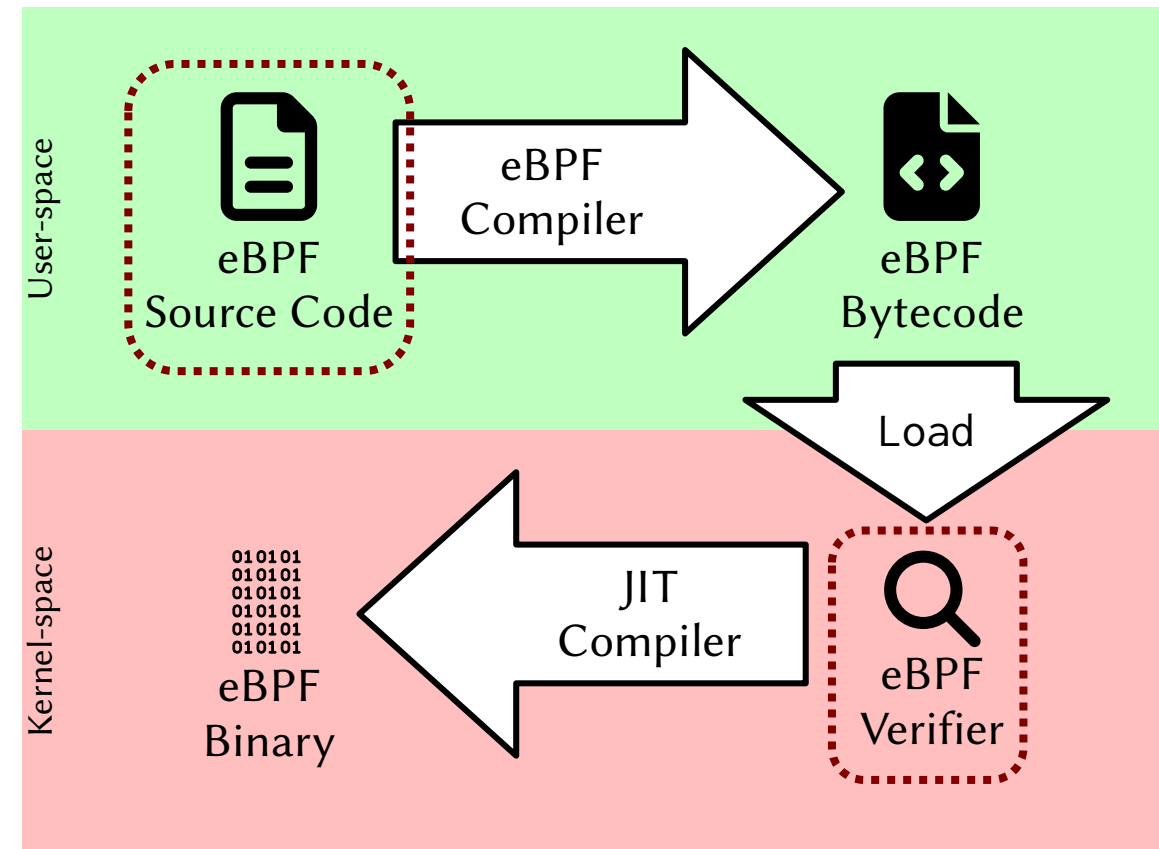 User-space
eBPF
Source Code
eBPF
Compiler
eBPF
Bytecode
Load
Kernel-space
010101
010101
010101
010101
010101
010101
eBPF
Binary
JIT
Compiler
eBPF
Verifier